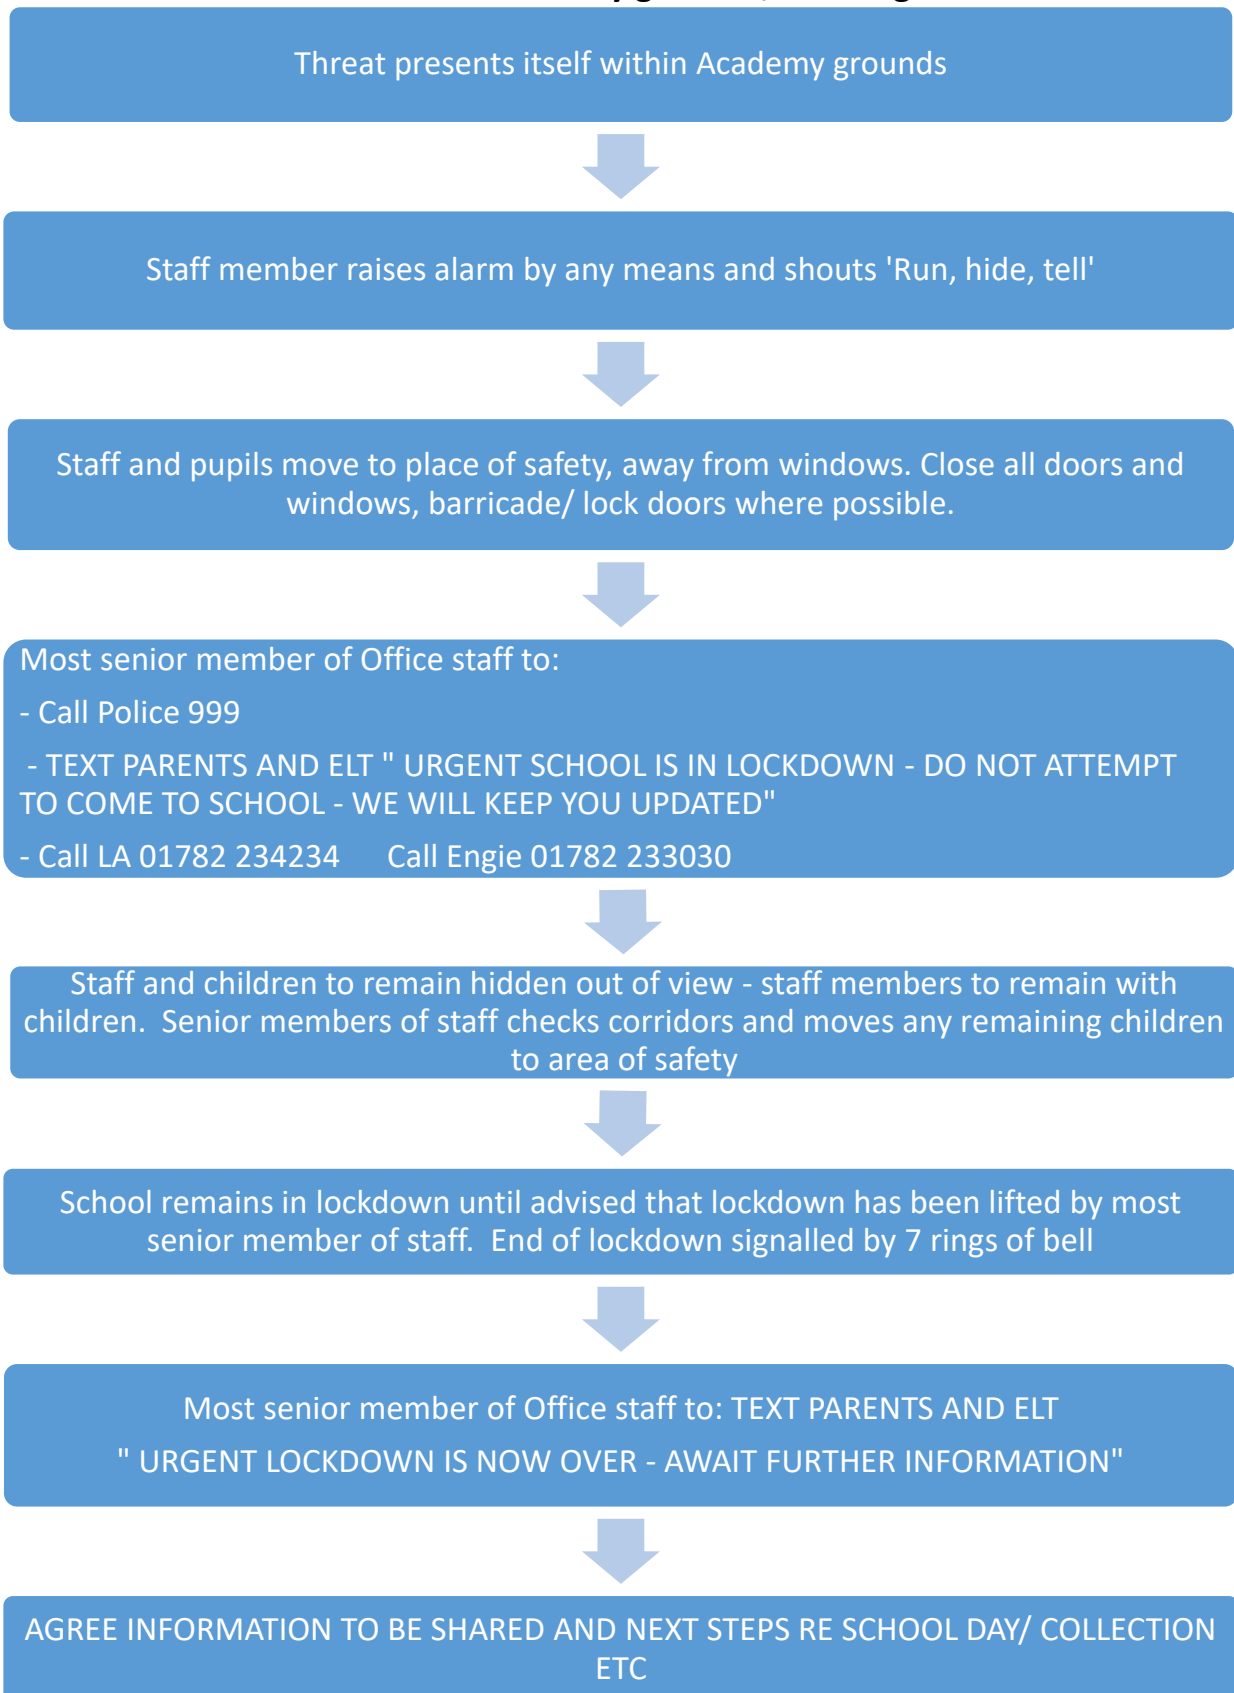 Threat presents itself within Academy grounds
Staff member raises alarm by any means and shouts 'Run, hide, tell'
Staff and pupils move to place of safety, away from windows. Close all doors and
windows, barricade/ lock doors where possible.
Most senior member of Office staff to:
- Call Police 999
- TEXT PARENTS AND ELT " URGENT SCHOOL IS IN LOCKDOWN - DO NOT ATTEMPT
TO COME TO SCHOOL - WE WILL KEEP YOU UPDATED"
- Call LA 01782 234234 Call Engie 01782 233030
Staff and children to remain hidden out of view - staff members to remain with
children. Senior members of staff checks corridors and moves any remaining children
to area of safety
School remains in lockdown until advised that lockdown has been lifted by most
senior member of staff. End of lockdown signalled by 7 rings of bell
Most senior member of Office staff to: TEXT PARENTS AND ELT
" URGENT LOCKDOWN IS NOW OVER - AWAIT FURTHER INFORMATION"
AGREE INFORMATION TO BE SHARED AND NEXT STEPS RE SCHOOL DAY/ COLLECTION
ETC